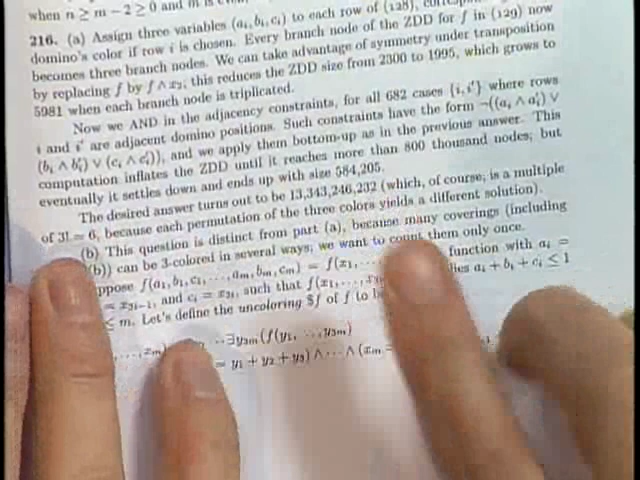 when n ≥ m − 2 ≥ 0 and m is
216. (a) Assign three variables (aᵢ, bᵢ, cᵢ) to each row of (128),
domino's color if row i is chosen. Every branch node of the ZDD for f in (129) now
becomes three branch nodes. We can take advantage of symmetry under transposition
by replacing f by f ∧ x₂; this reduces the ZDD size from 2300 to 1995, which grows to
5981 when each branch node is triplicated.
Now we AND in the adjacency constraints, for all 682 cases {i, i′} where rows
i and i′ are adjacent domino positions. Such constraints have the form ¬((aᵢ ∧ a′ᵢ) ∨
(bᵢ ∧ b′ᵢ) ∨ (cᵢ ∧ c′ᵢ)), and we apply them bottom-up as in the previous answer. This
computation inflates the ZDD until it reaches more than 800 thousand nodes; but
eventually it settles down and ends up with size 584,205.
The desired answer turns out to be 13,343,246,232 (which, of course, is a multiple
of 3! = 6, because each permutation of the three colors yields a different solution).
(b) This question is distinct from part (a), because many coverings (including
(b)) can be 3-colored in several ways; we want to count them only once.
ppose f(a₁, b₁, c₁, ..., aₘ, bₘ, cₘ) = f(x₁, ... function with aᵢ =
= x₃ᵢ₋₁, and cᵢ = x₃ᵢ, such that f(x₁, ..., aᵢ + bᵢ + cᵢ ≤ 1
≤ m. Let's define the uncoloring $f of f to be
..., xₘ) ... ∃y₃ₘ(f(y₁, ..., y₃ₘ)
= y₁ + y₂ + y₃) ∧ ··· ∧ (xₘ =